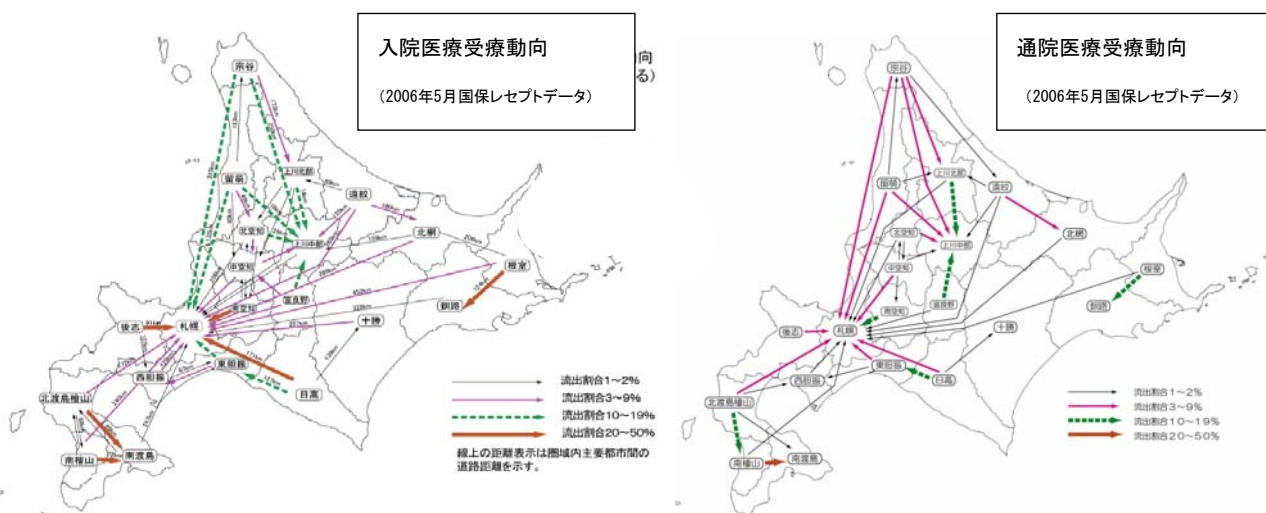 入院医療受療動向
(2006年5月国保レセプトデータ)
向
る)
宗谷
留萌
上川北部
遠紋
北空知
上川中部
北網
中空知
根室
富良野
南空知
釧路
後志
札幌
十勝
西胆振
東胆振
日高
北渡島檜山
南檜山
南渡島
流出割合1~2%
流出割合3~9%
流出割合10~19%
流出割合20~50%
線上の距離表示は圏域内主要都市間の
道路距離を示す。
通院医療受療動向
(2006年5月国保レセプトデータ)
宗谷
上川北部
留萌
遠紋
北空知
上川中部
北網
中空知
根室
富良野
釧路
南空知
後志
札幌
十勝
東胆振
西胆振
日高
北渡島檜山
南檜山
南渡島
流出割合1~2%
流出割合3~9%
流出割合10~19%
流出割合20~50%